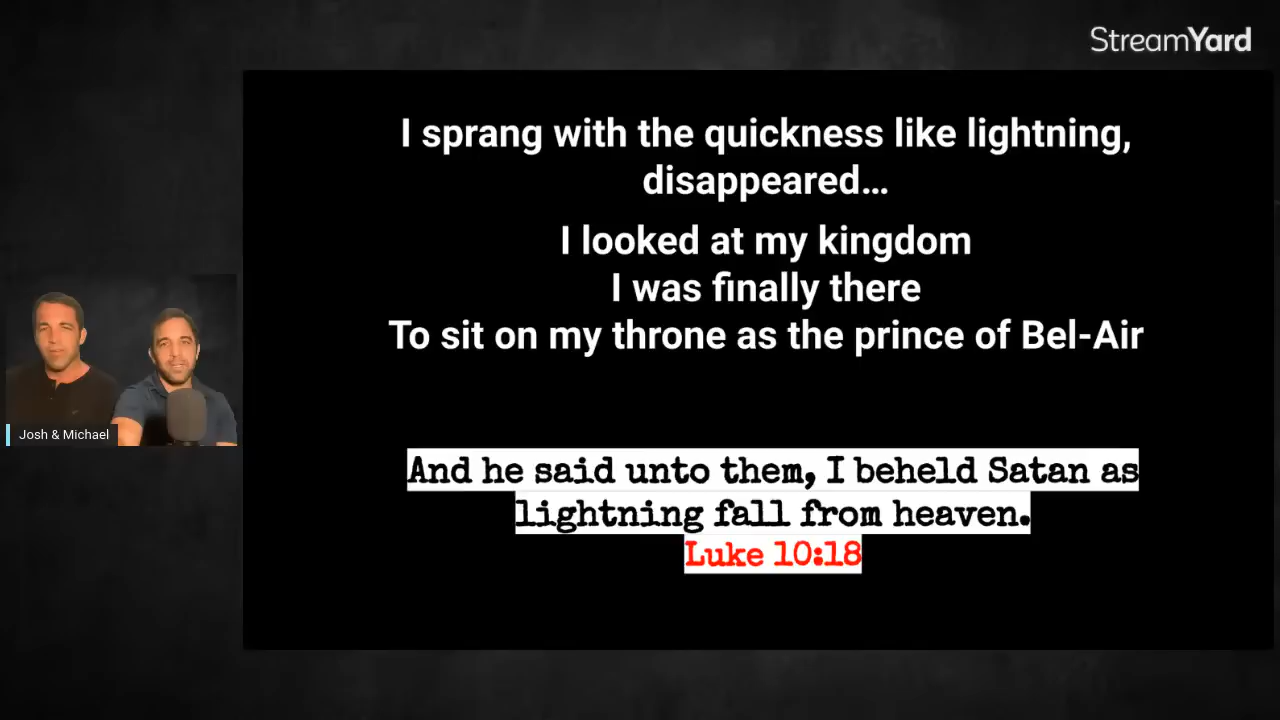 StreamYard
I sprang with the quickness like lightning,
disappeared…
I looked at my kingdom
I was finally there
To sit on my throne as the prince of Bel-Air
And he said unto them, I beheld Satan as
lightning fall from heaven.
Luke 10:18
Josh & Michael